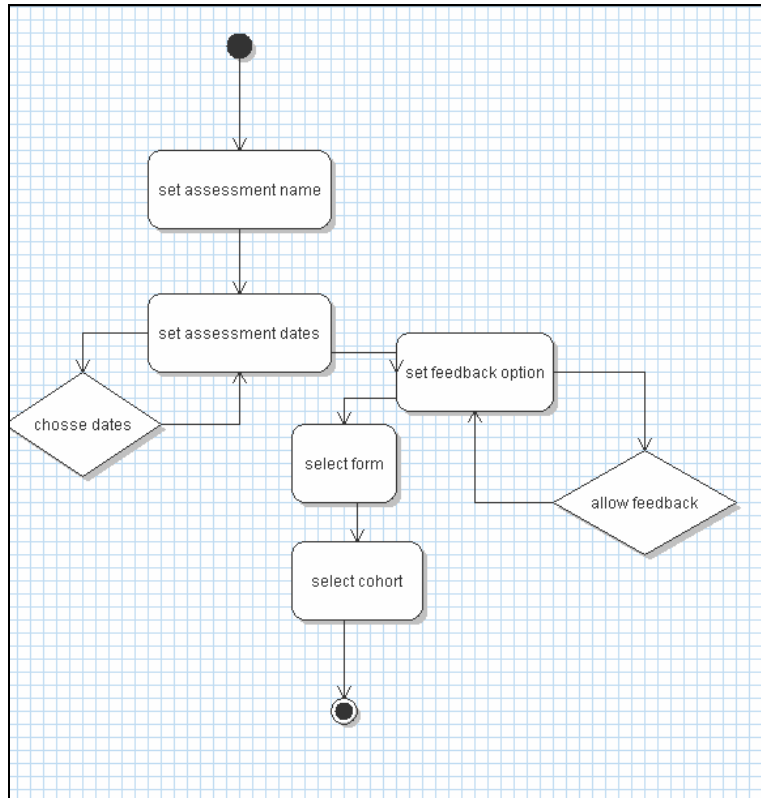 set assessment name
set assessment dates
set feedback option
chosse dates
select form
allow feedback
select cohort